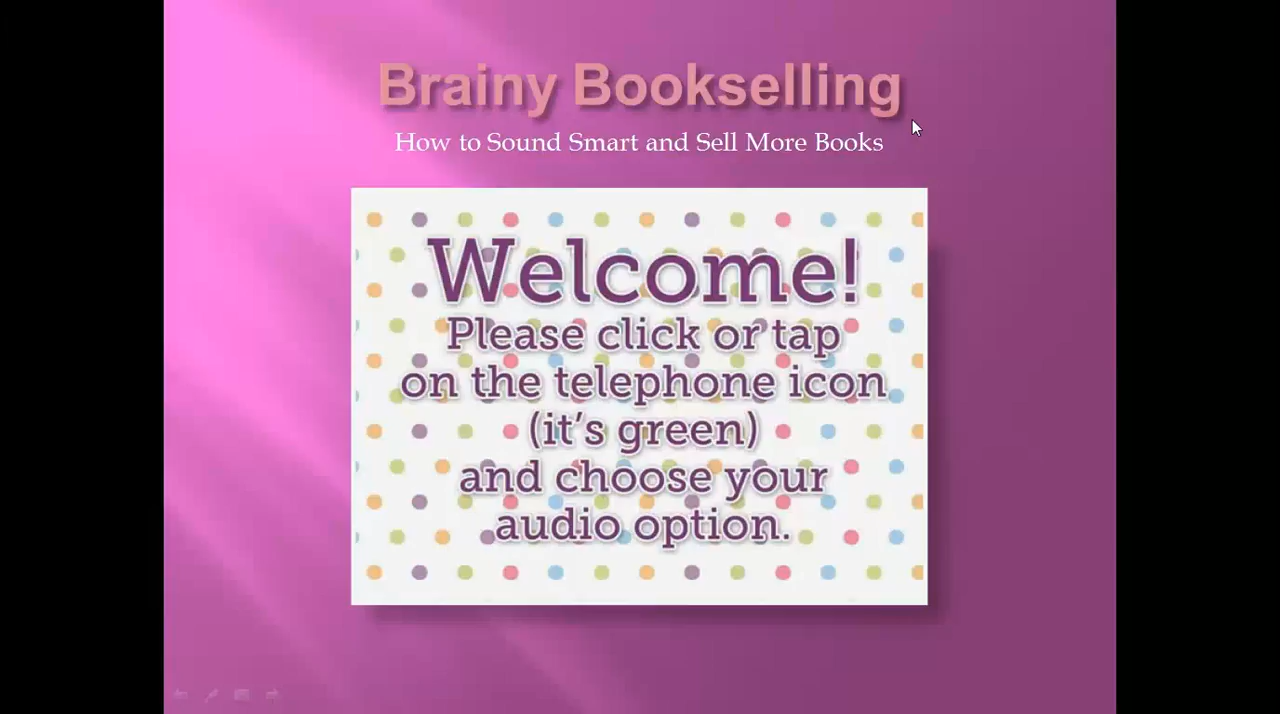 Brainy Bookselling
How to Sound Smart and Sell More Books
Welcome!
Please click or tap
on the telephone icon
(it's green)
and choose your
audio option.